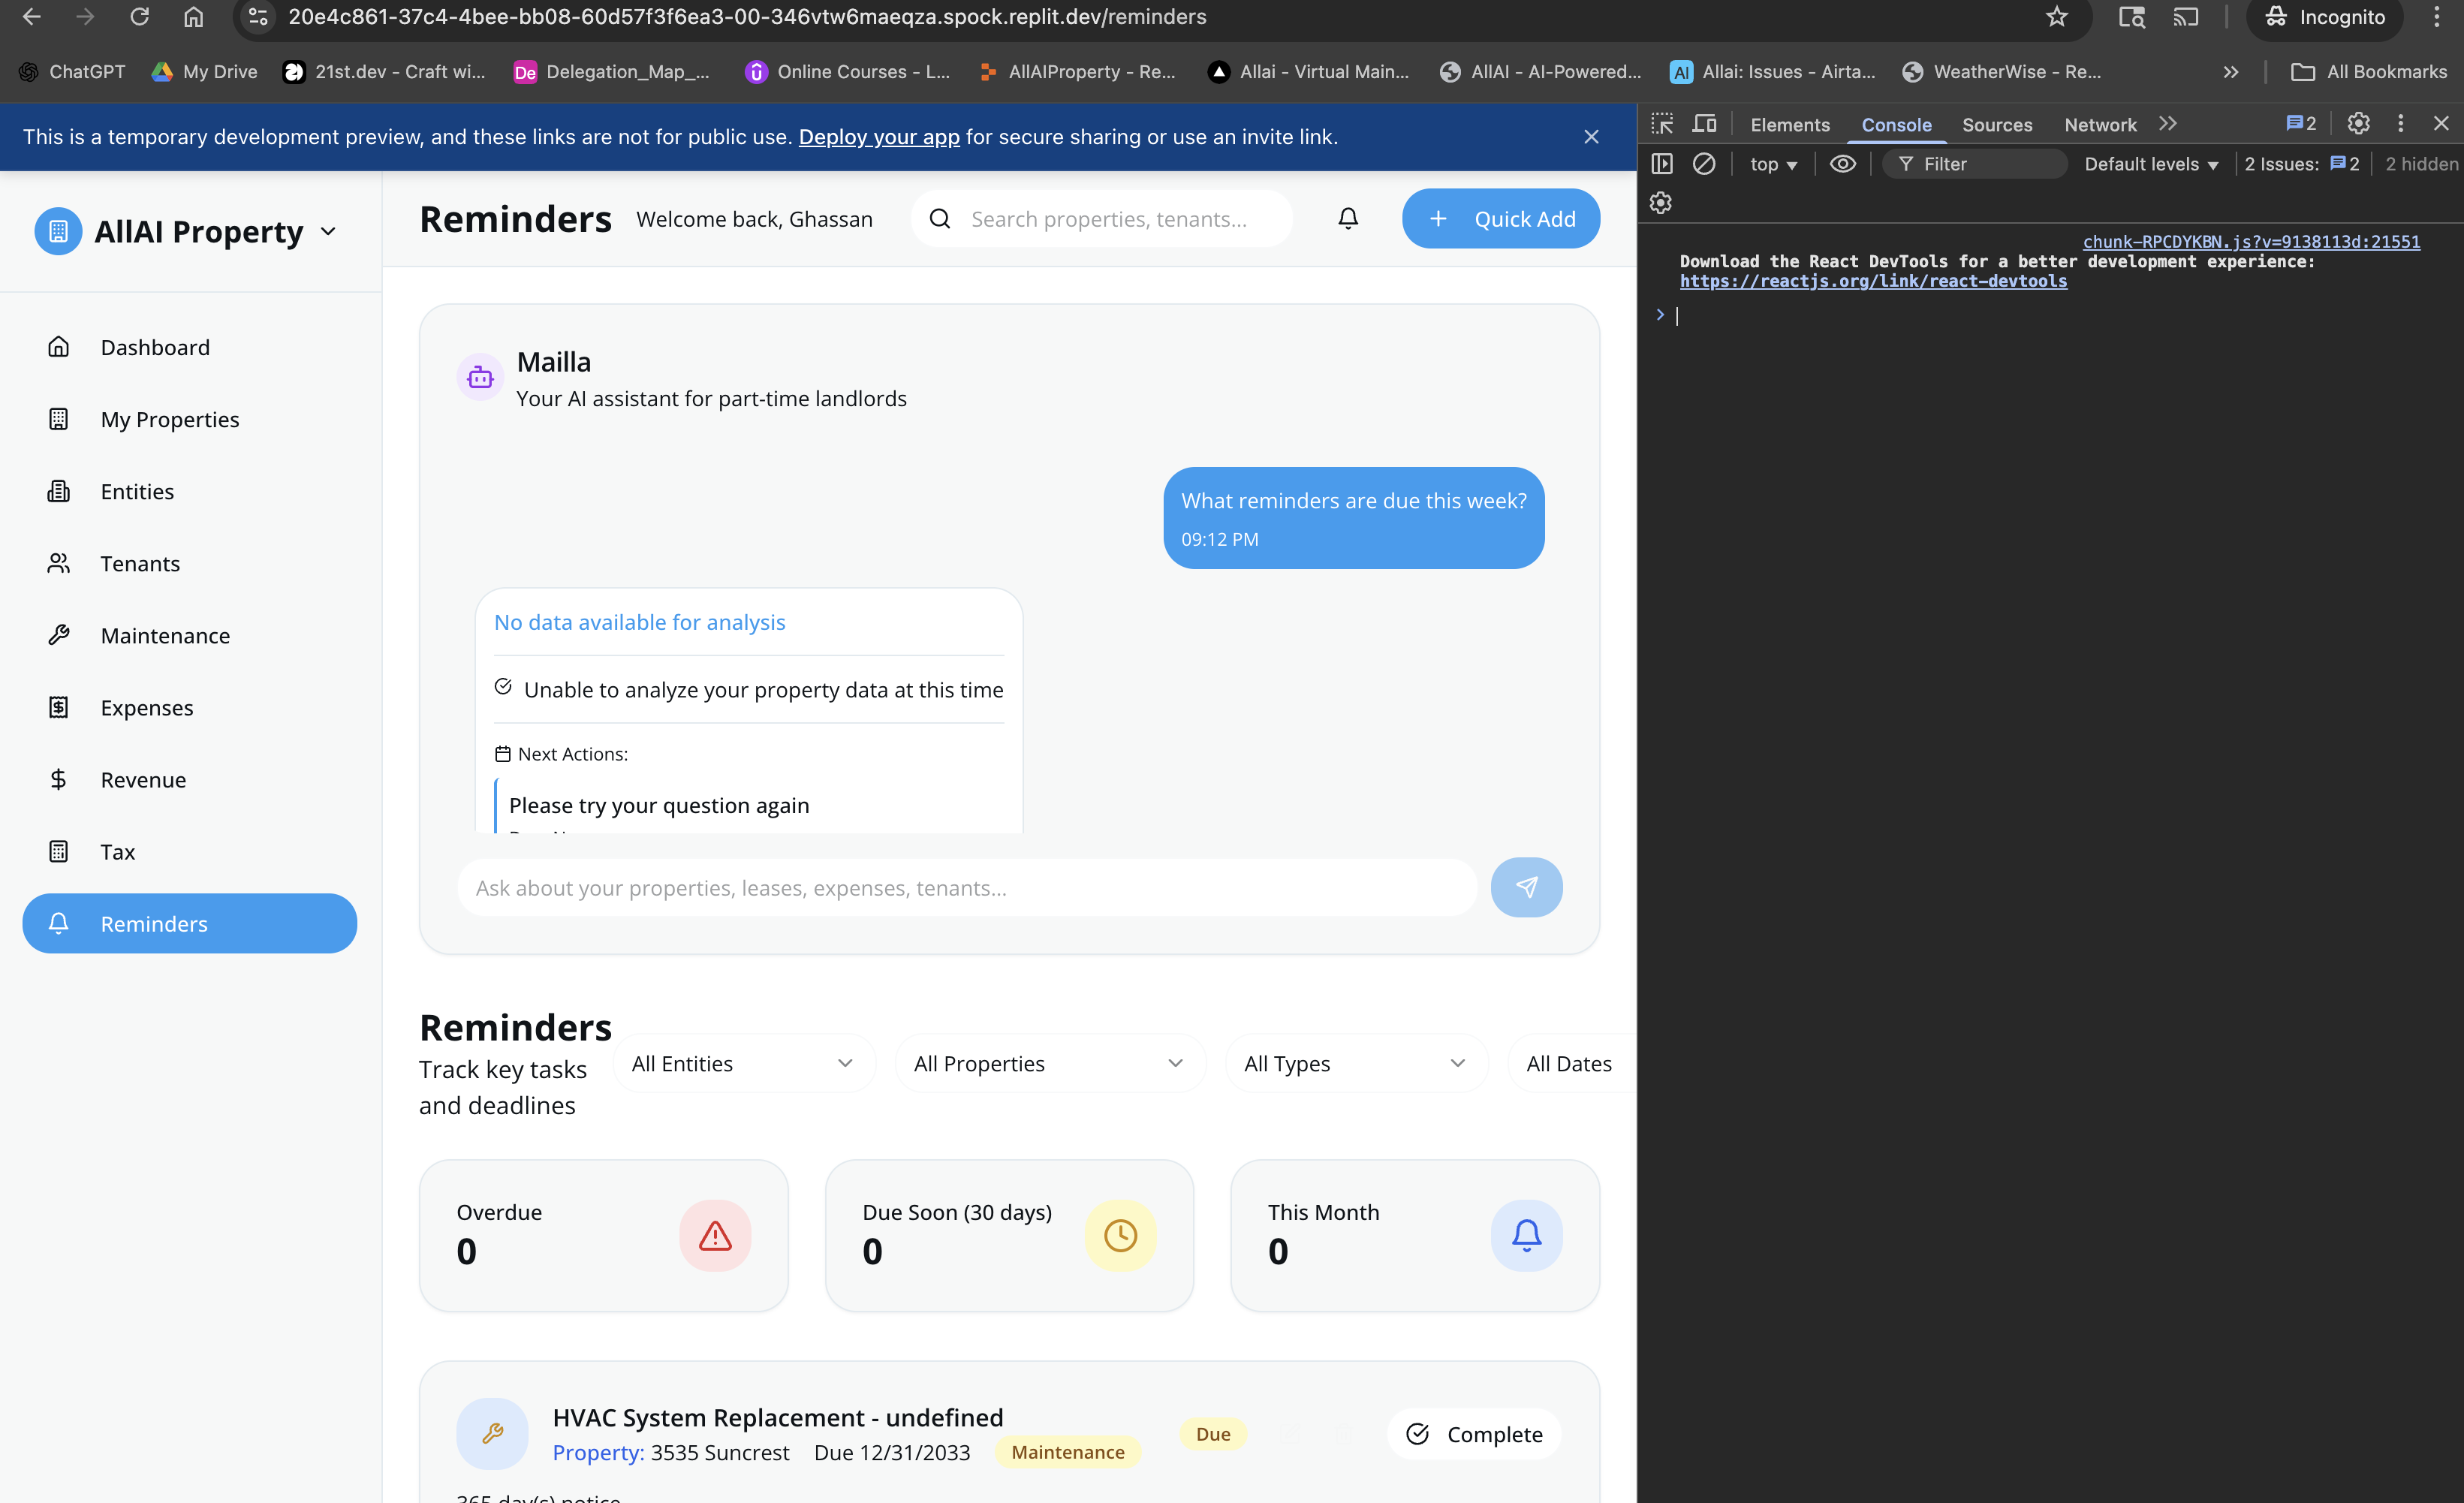 20e4c861-37c4-4bee-bb08-60d57f3f6ea3-00-346vtw6maeqza.spock.replit.dev/reminders
Incognito
ChatGPT
My Drive
21st.dev - Craft wi...
De Delegation_Map_...
Online Courses - L...
AllAIProperty - Re...
Allai - Virtual Main...
AllAI - AI-Powered...
AI Allai: Issues - Airta...
WeatherWise - Re...
All Bookmarks
This is a temporary development preview, and these links are not for public use. Deploy your app for secure sharing or use an invite link.
AllAI Property
Dashboard
My Properties
Entities
Tenants
Maintenance
Expenses
Revenue
Tax
Reminders
Reminders
Welcome back, Ghassan
Search properties, tenants...
Quick Add
Mailla
Your AI assistant for part-time landlords
What reminders are due this week?
09:12 PM
No data available for analysis
Unable to analyze your property data at this time
Next Actions:
Please try your question again
Ask about your properties, leases, expenses, tenants...
Reminders
Track key tasks
and deadlines
All Entities
All Properties
All Types
All Dates
Overdue
0
Due Soon (30 days)
0
This Month
0
HVAC System Replacement - undefined
Property: 3535 Suncrest
Due 12/31/2033
Maintenance
Due
Complete
365 day(s) notice
Elements
Console
Sources
Network
2
top
Filter
Default levels
2 Issues: 2
2 hidden
chunk-RPCDYKBN.js?v=9138113d:21551
Download the React DevTools for a better development experience:
https://reactjs.org/link/react-devtools